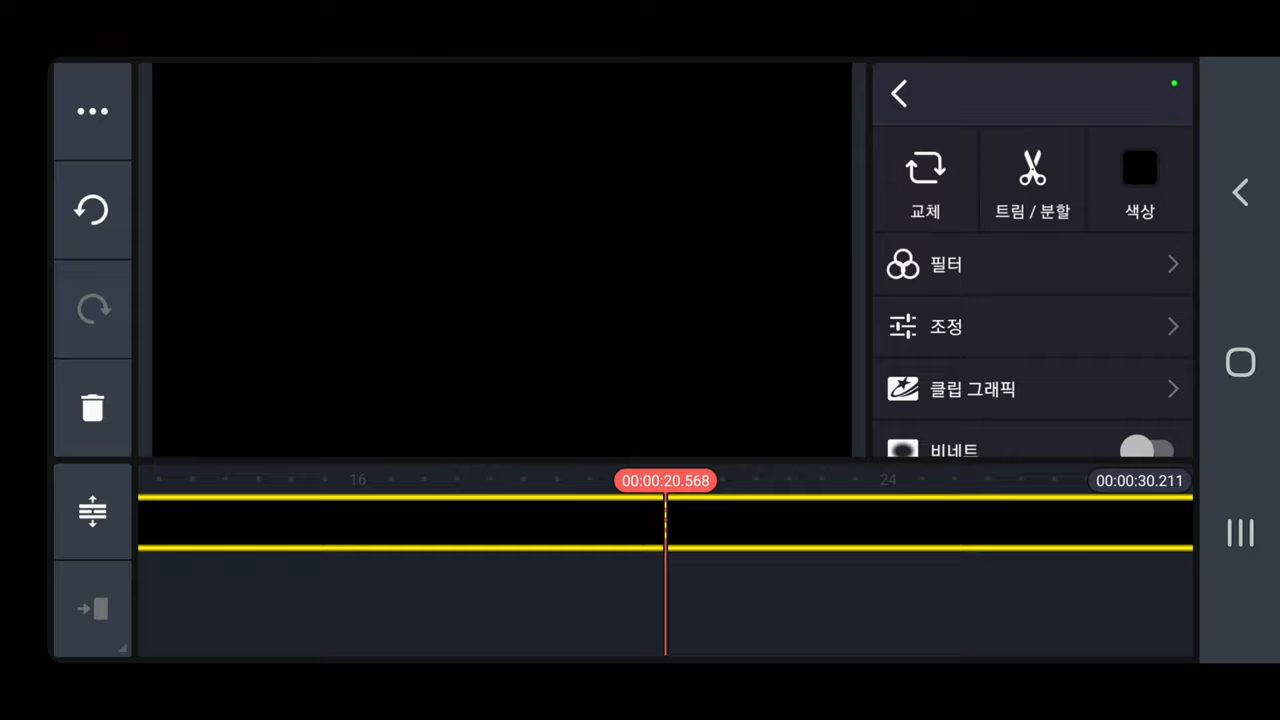 교체
트림 / 분할
색상
필터
조정
클립 그래픽
비네트
16
00:00:20.568
24
00:00:30.211